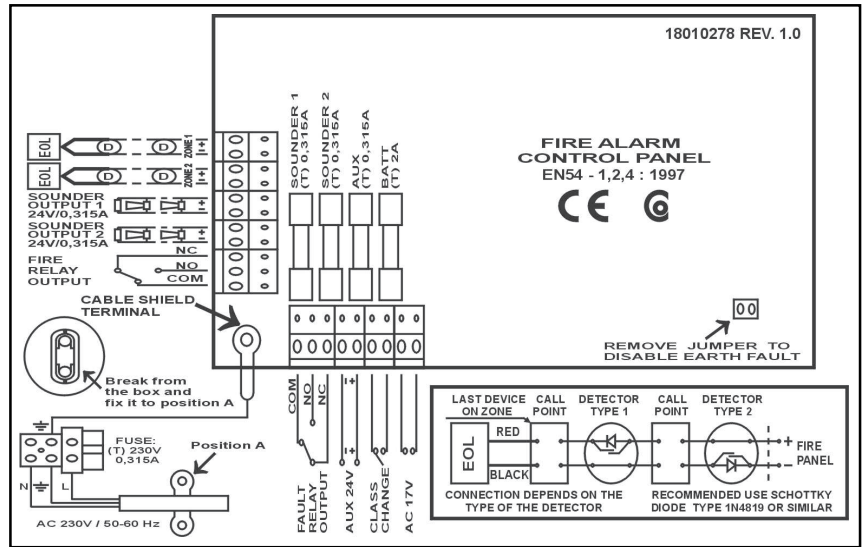 18010278 REV. 1.0
SOUNDER 1
(T) 0,315A
SOUNDER 2
(T) 0,315A
AUX
(T) 0,315A
BATT
(T) 2A
FIRE ALARM
CONTROL PANEL
EN54 - 1,2,4 : 1997
CE
EOL
D
D
ZONE 1
+
-
EOL
D
D
ZONE 2
+
-
SOUNDER
OUTPUT 1
24V/0,315A
+
-
SOUNDER
OUTPUT 2
24V/0,315A
+
-
FIRE
RELAY
OUTPUT
NC
NO
COM
CABLE SHIELD
TERMINAL
REMOVE JUMPER TO
DISABLE EARTH FAULT
Break from
the box and
fix it to position A
FUSE:
(T) 230V
0,315A
Position A
N
L
AC 230V / 50-60 Hz
COM
NO
NC
- +
- +
FAULT
RELAY
OUTPUT
AUX 24V
CLASS
CHANGE
AC 17V
LAST DEVICE
ON ZONE
CALL
POINT
DETECTOR
TYPE 1
CALL
POINT
DETECTOR
TYPE 2
EOL
RED
BLACK
+
-
FIRE
PANEL
CONNECTION DEPENDS ON THE
TYPE OF THE DETECTOR
RECOMMENDED USE SCHOTTKY
DIODE TYPE 1N4819 OR SIMILAR